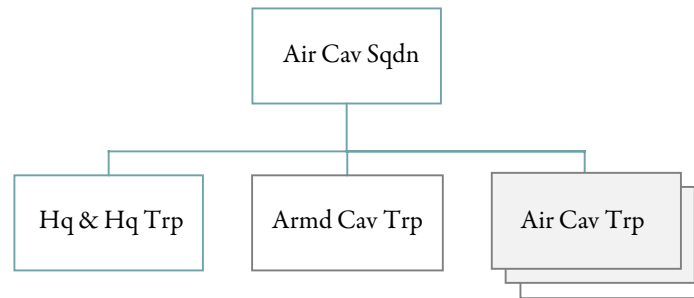 Air Cav Sqdn
Hq & Hq Trp
Armd Cav Trp
Air Cav Trp